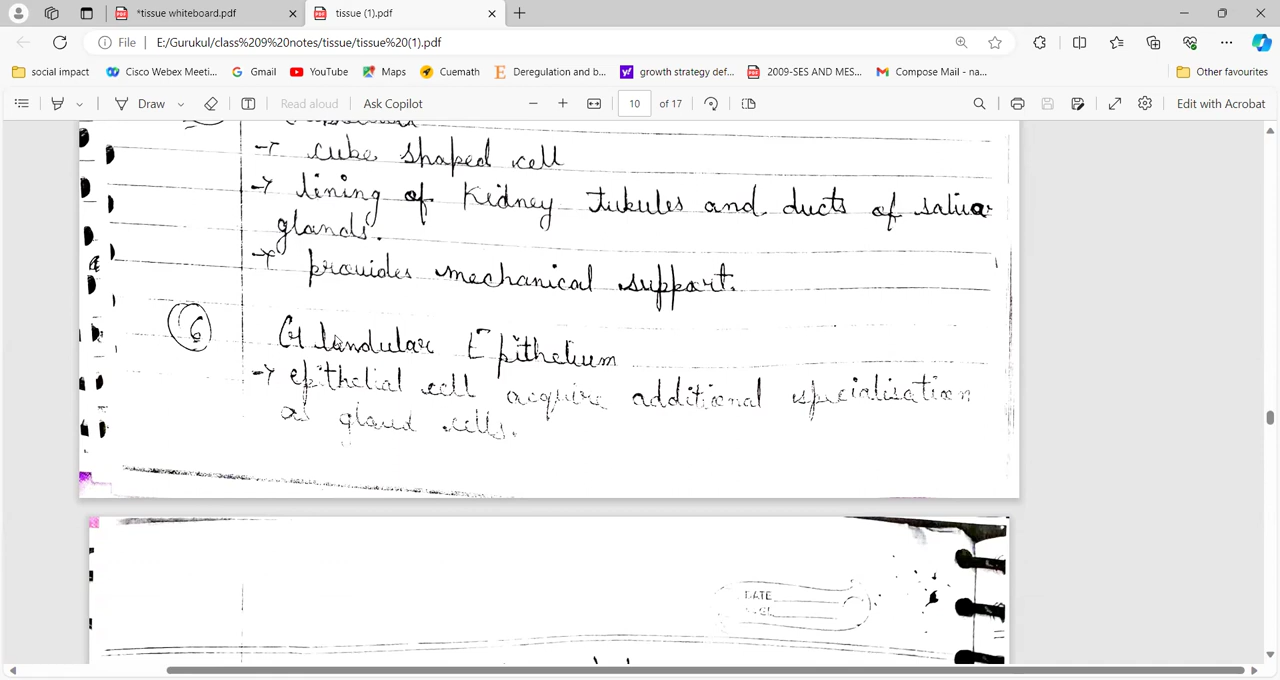 *tissue whiteboard.pdf
tissue (1).pdf
File
E:/Gurukul/class%209%20notes/tissue/tissue%20(1).pdf
social impact
Cisco Webex Meeti...
Gmail
YouTube
Maps
Cuemath
Deregulation and b...
growth strategy def...
2009-SES AND MES...
Compose Mail - na...
Other favourites
Draw
Read aloud
Ask Copilot
10 of 17
Edit with Acrobat
→ cube shaped cell
→ lining of kidney tubules and ducts of salivar
glands.
→ provides mechanical support.
6 Glandular Epithelium
→ epithelial cell acquire additional specialisation
as gland cells.
DATE